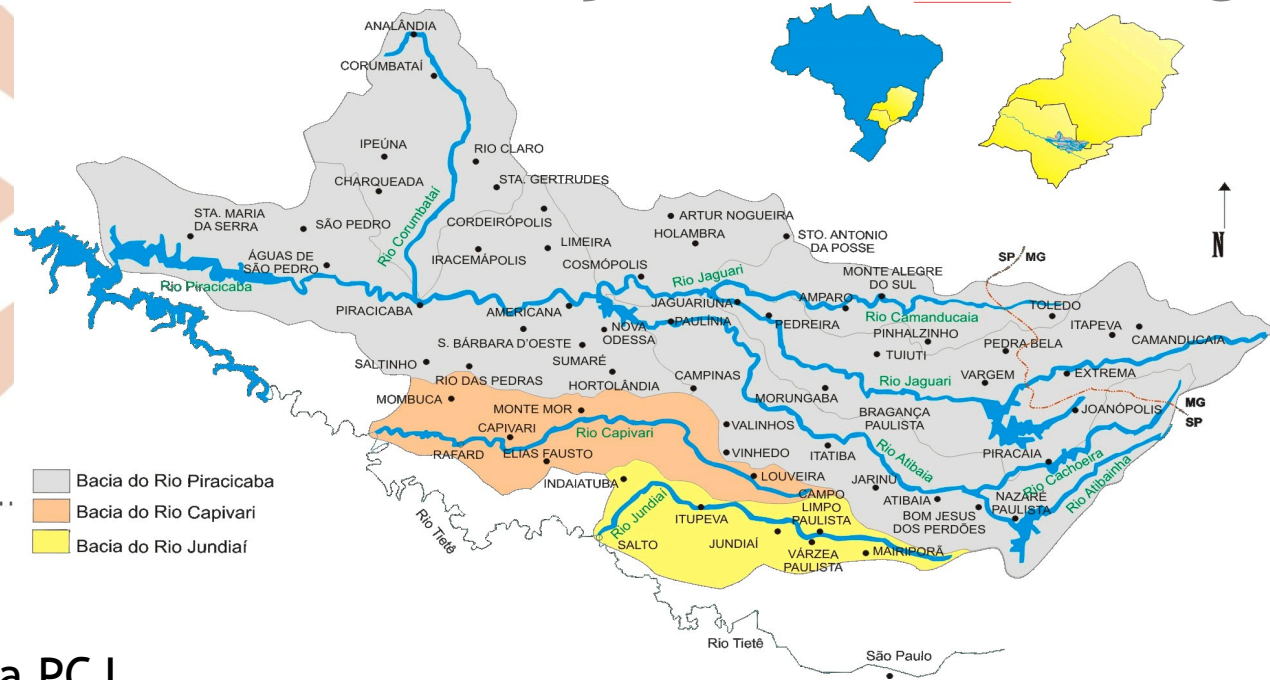 ANALÂNDIA
CORUMBATAÍ
IPEÚNA
RIO CLARO
CHARQUEADA
STA. GERTRUDES
Rio Corumbataí
CORDEIRÓPOLIS
STA. MARIA
DA SERRA
SÃO PEDRO
ÁGUAS DE
SÃO PEDRO
IRACEMÁPOLIS
LIMEIRA
ARTUR NOGUEIRA
HOLAMBRA
STO. ANTONIO
DA POSSE
COSMÓPOLIS
Rio Jaguari
MONTE ALEGRE
DO SUL
SP
MG
N
Rio Piracicaba
PIRACICABA
AMERICANA
JAGUARIUNA
AMPARO
Rio Camanducaia
TOLEDO
ITAPEVA
CAMANDUCAIA
PAULÍNIA
PEDREIRA
PINHALZINHO
PEDRA BELA
NOVA
ODESSA
S. BÁRBARA D'OESTE
SUMARÉ
TUIUTI
SALTINHO
RIO DAS PEDRAS
HORTOLÂNDIA
CAMPINAS
MORUNGABA
Rio Jaguari
VARGEM
EXTREMA
MOMBUCA
MONTE MOR
CAPIVARI
Rio Capivari
VALINHOS
BRAGANÇA
PAULISTA
JOANÓPOLIS
MG
SP
RAFARD
ELIAS FAUSTO
VINHEDO
ITATIBA
Rio Atibaia
PIRACAIA
Rio Cachoeira
Rio Atibainha
INDAIATUBA
LOUVEIRA
JARINU
ATIBAIA
NAZARÉ
PAULISTA
BOM JESUS
DOS PERDÕES
CAMPO
LIMPO
PAULISTA
Rio Jundiaí
ITUPEVA
SALTO
JUNDIAÍ
VÁRZEA
PAULISTA
MAIRIPORÃ
Rio Tietê
Bacia do Rio Piracicaba
Bacia do Rio Capivari
Bacia do Rio Jundiaí
Rio Tietê
São Paulo
a PCJ